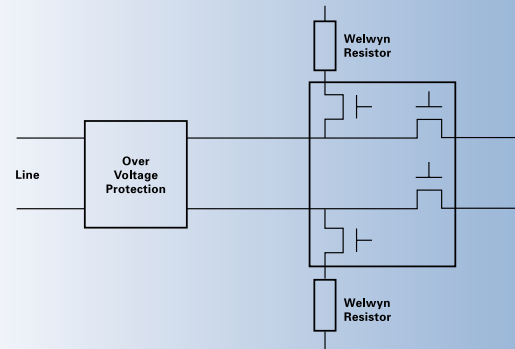 Welwyn
Resistor
Over
Voltage
Protection
Line
Welwyn
Resistor